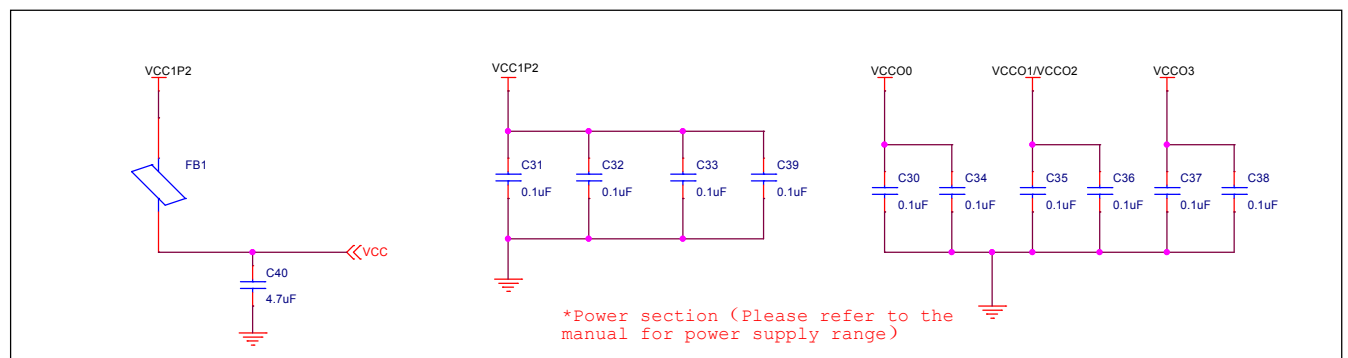 VCC1P2
FB1
VCC
C40
4.7uF
VCC1P2
C31
0.1uF
C32
0.1uF
C33
0.1uF
C39
0.1uF
VCCO0
VCCO1/VCCO2
VCCO3
C30
0.1uF
C34
0.1uF
C35
0.1uF
C36
0.1uF
C37
0.1uF
C38
0.1uF
*Power section (Please refer to the
manual for power supply range)